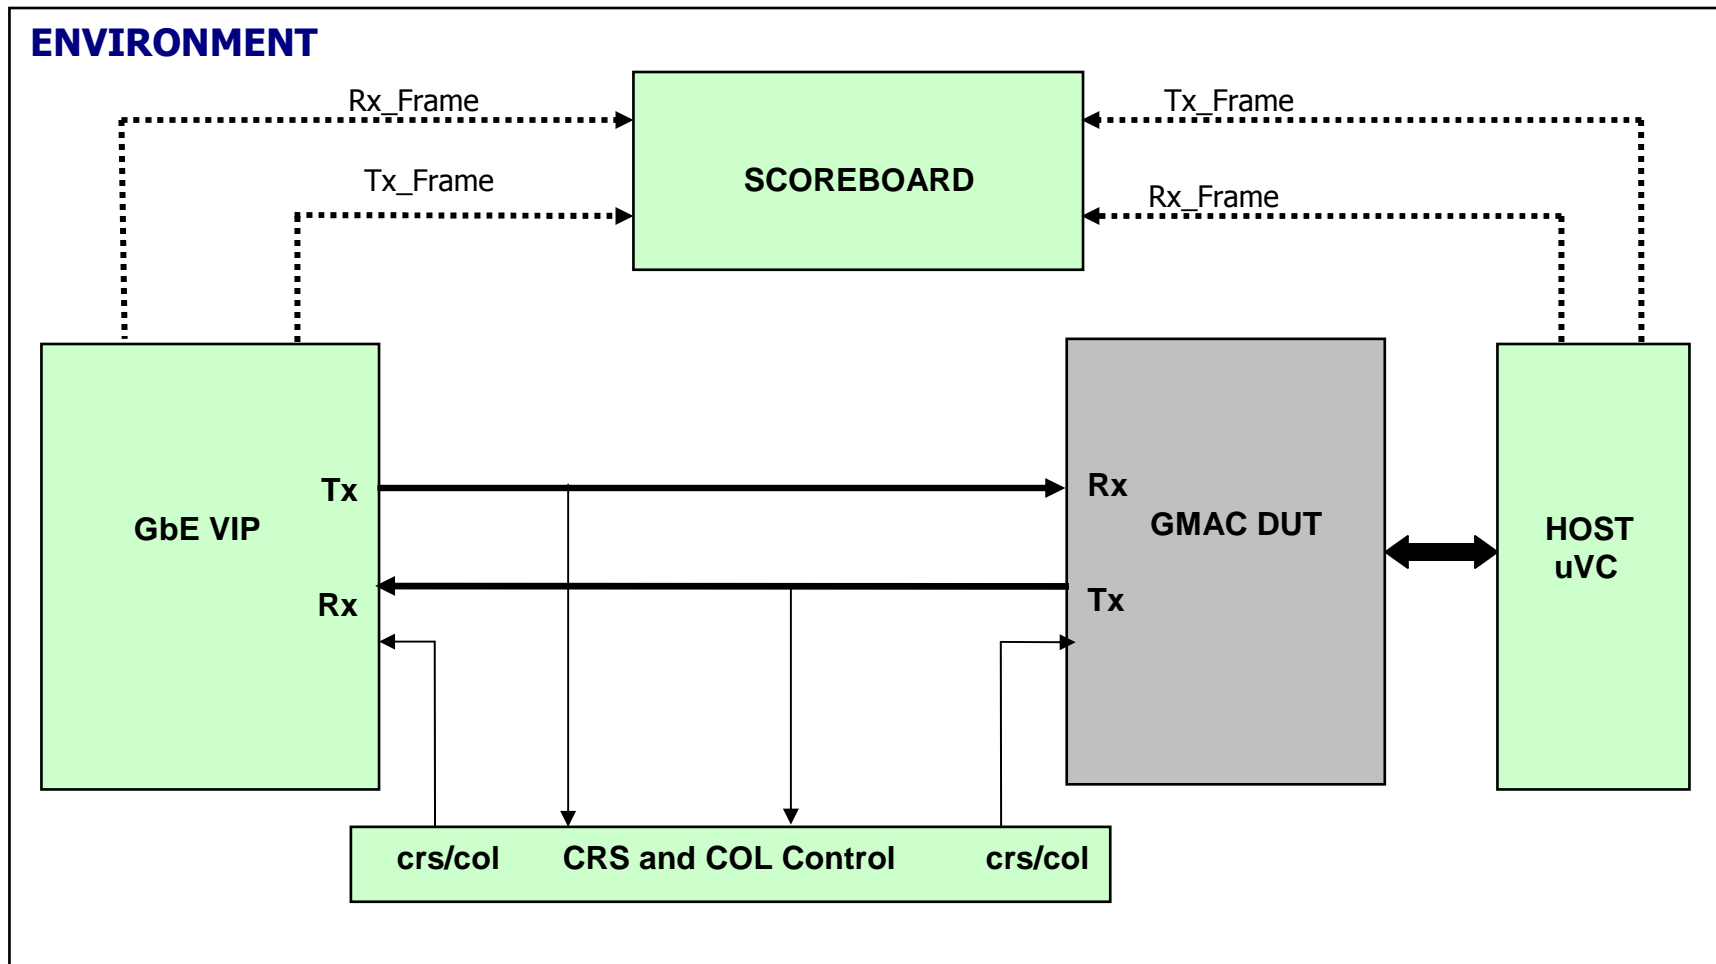 ENVIRONMENT
Rx_Frame
Tx_Frame
Tx_Frame
Rx_Frame
SCOREBOARD
Tx
Rx
GbE VIP
GMAC DUT
HOST
uVC
Rx
Tx
crs/col
CRS and COL Control
crs/col